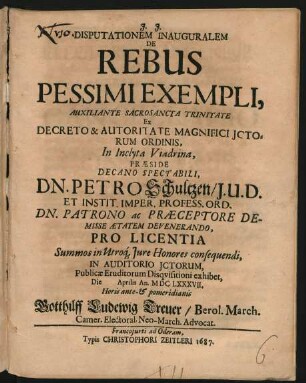 J. J.
DISPUTATIONEM INAUGURALEM
DE
REBUS
PESSIMI EXEMPLI,
AUXILIANTE SACROSANCTA TRINITATE
Ex
DECRETO & AUTORITATE MAGNIFICI JCTO-
RUM ORDINIS,
In Inclyta Viadrina,
PRÆSIDE
DECANO SPECTABILI,
DN. PETRO Schultzen/J.U.D.
ET INSTIT. IMPER. PROFESS. ORD.
DN. PATRONO ac PRÆCEPTORE DE-
MISSE ÆTATEM DEVENERANDO,
PRO LICENTIA
Summos in Utroq; Jure Honores consequendi,
IN AUDITORIO JCTORUM,
Publicæ Eruditorum Disqvisitioni exhibet,
Die Aprilis An. MDC LXXXVII.
Horis ante- & pomeridianis
Gotthilff Ludewig Treuer / Berol. March.
Camer. Electoral. Neo-March. Advocat.
Francofurti ad Oderam,
Typis CHRISTOPHORI ZEITLERI 1687.
6